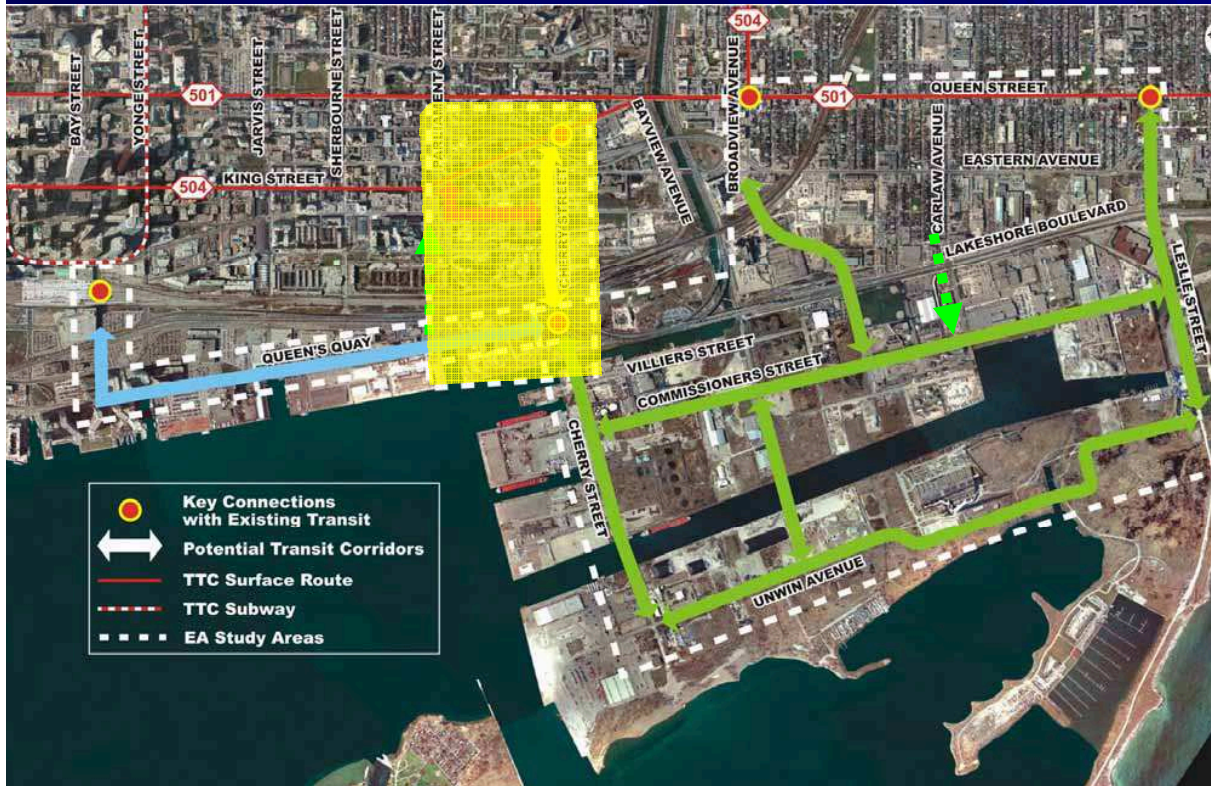 504
BAY STREET
YONGE STREET
JARVIS STREET
SHERBOURNE STREET
PARLIAMENT STREET
BAYVIEW AVENUE
BROADVIEW AVENUE
501
501
QUEEN STREET
CARLAW AVENUE
EASTERN AVENUE
504
KING STREET
CHERRY STREET
LAKESHORE BOULEVARD
LESLIE STREET
QUEEN'S QUAY
VILLIERS STREET
COMMISSIONERS STREET
CHERRY STREET
UNWIN AVENUE
Key Connections
with Existing Transit
Potential Transit Corridors
TTC Surface Route
TTC Subway
EA Study Areas